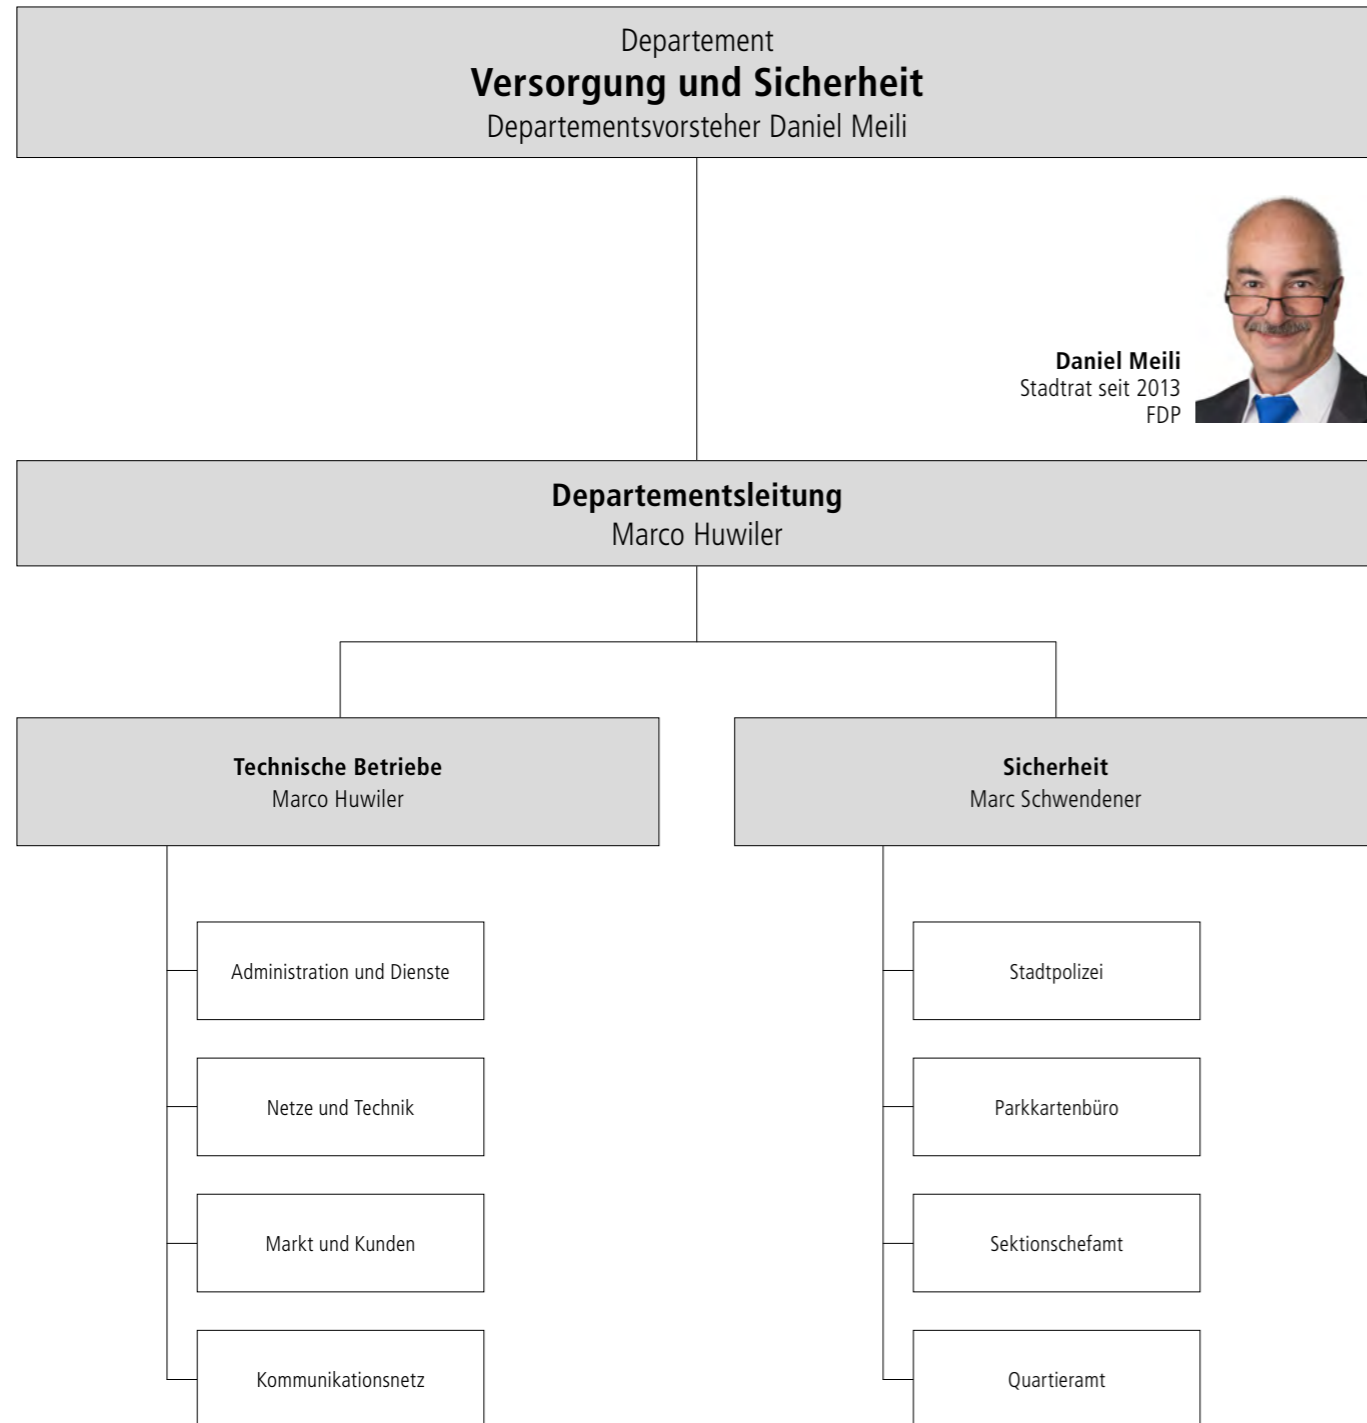 Departement
Versorgung und Sicherheit
Departementsvorsteher Daniel Meili
Daniel Meili
Stadtrat seit 2013
FDP
Departementsleitung
Marco Huwiler
Technische Betriebe
Marco Huwiler
Administration und Dienste
Netze und Technik
Markt und Kunden
Kommunikationsnetz
Sicherheit
Marc Schwendener
Stadtpolizei
Parkkartenbüro
Sektionschefamt
Quartieramt